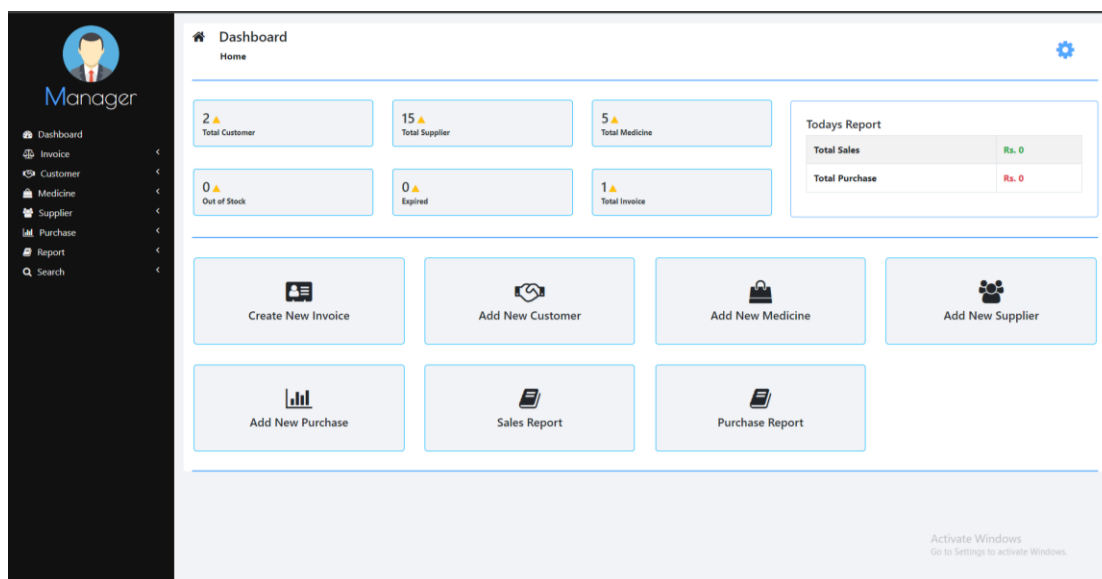 Manager
Dashboard
Invoice
Customer
Medicine
Supplier
Purchase
Report
Search
Dashboard
Home
2
Total Customer
15
Total Supplier
5
Total Medicine
0
Out of Stock
0
Expired
1
Total Invoice
Todays Report
Total Sales Rs. 0
Total Purchase Rs. 0
Create New Invoice
Add New Customer
Add New Medicine
Add New Supplier
Add New Purchase
Sales Report
Purchase Report
Activate Windows
Go to Settings to activate Windows.